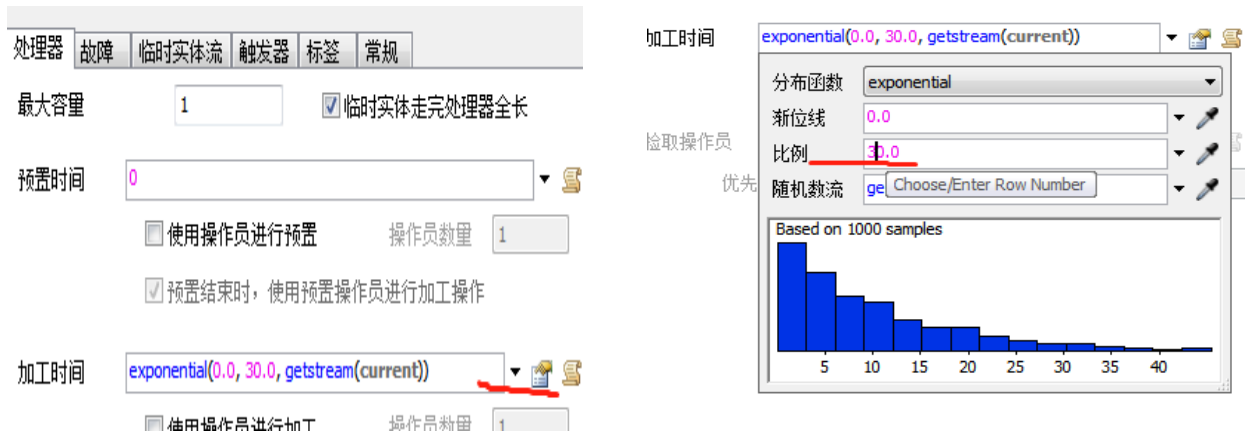 处理器 故障 临时实体流 触发器 标签 常规
最大容量 1 临时实体走完处理器全长
预置时间 0
使用操作员进行预置 操作员数量 1
预置结束时，使用预置操作员进行加工操作
加工时间 exponential(0.0, 30.0, getstream(current))
使用操作员进行加工 操作员数量 1
加工时间 exponential(0.0, 30.0, getstream(current))
分布函数 exponential
渐位线 0.0
比例 30.0
捡取操作员
优先
随机数流 ge
Choose/Enter Row Number
Based on 1000 samples
5 10 15 20 25 30 35 40